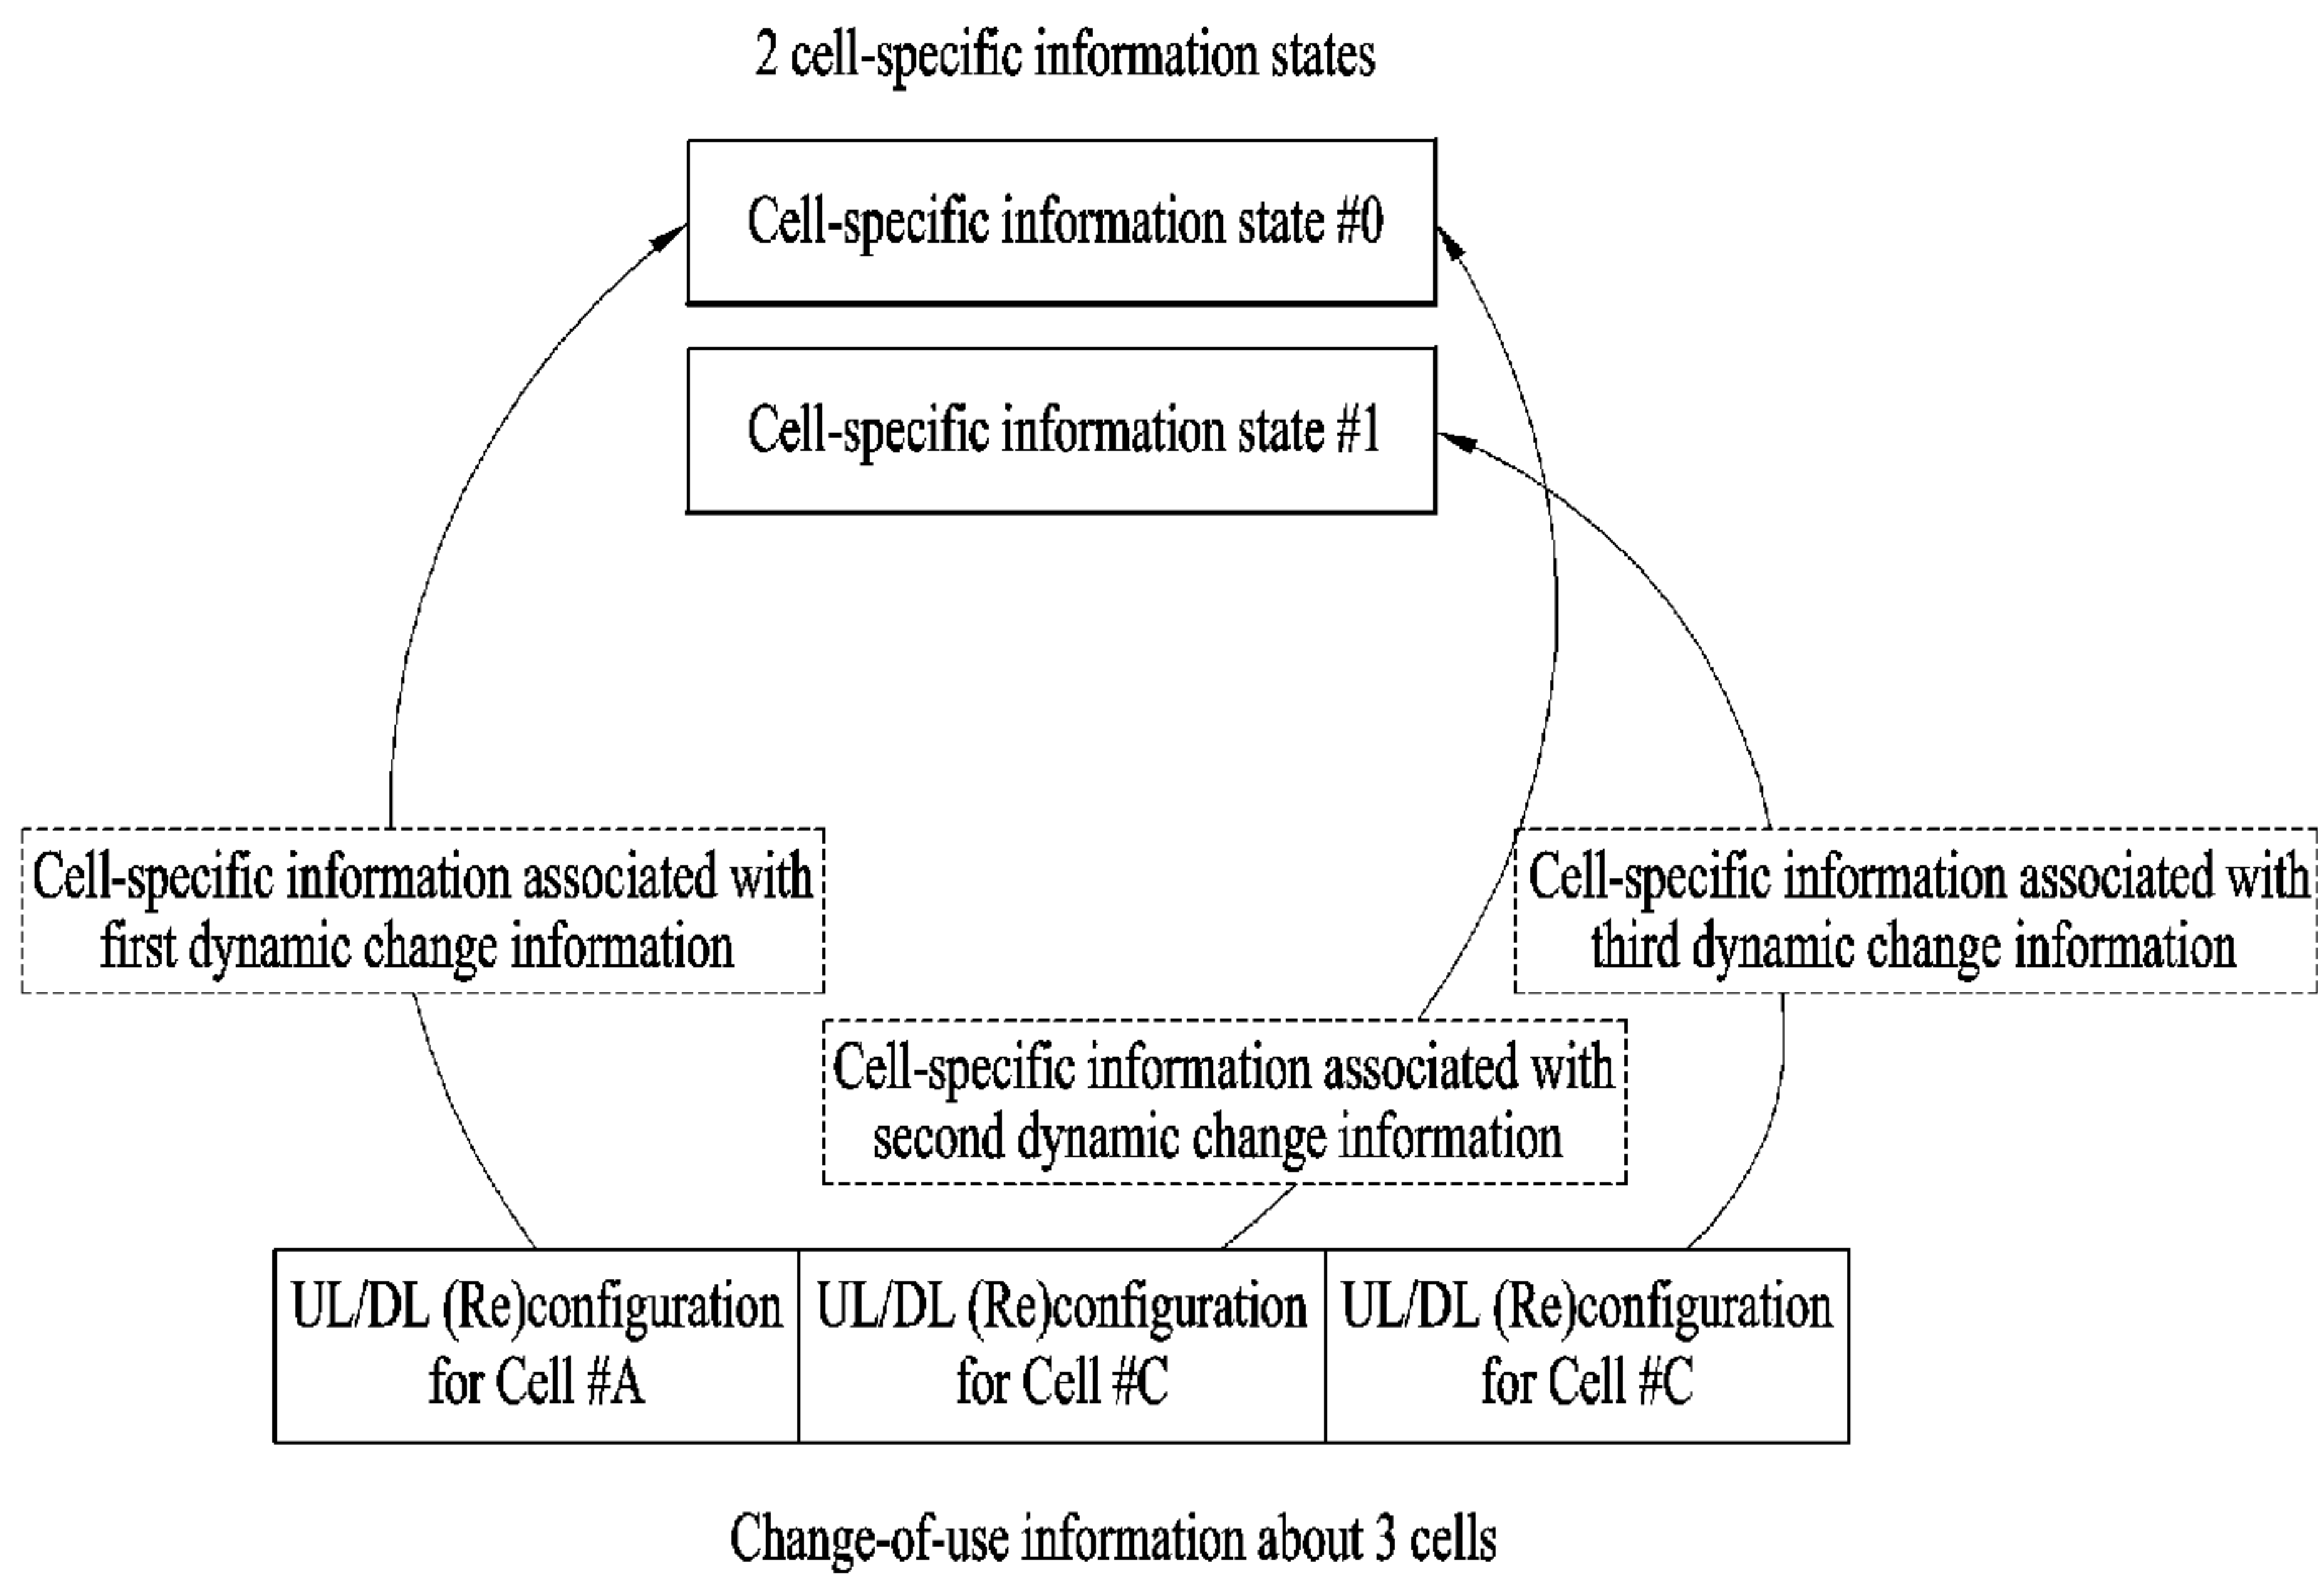 2 cell-specific information states
Cell-specific information state #0
Cell-specific information state #1
Cell-specific information associated with
first dynamic change information
Cell-specific information associated with
third dynamic change information
Cell-specific information associated with
second dynamic change information
UL/DL (Re)configuration
for Cell #A
UL/DL (Re)configuration
for Cell #C
UL/DL (Re)configuration
for Cell #C
Change-of-use information about 3 cells